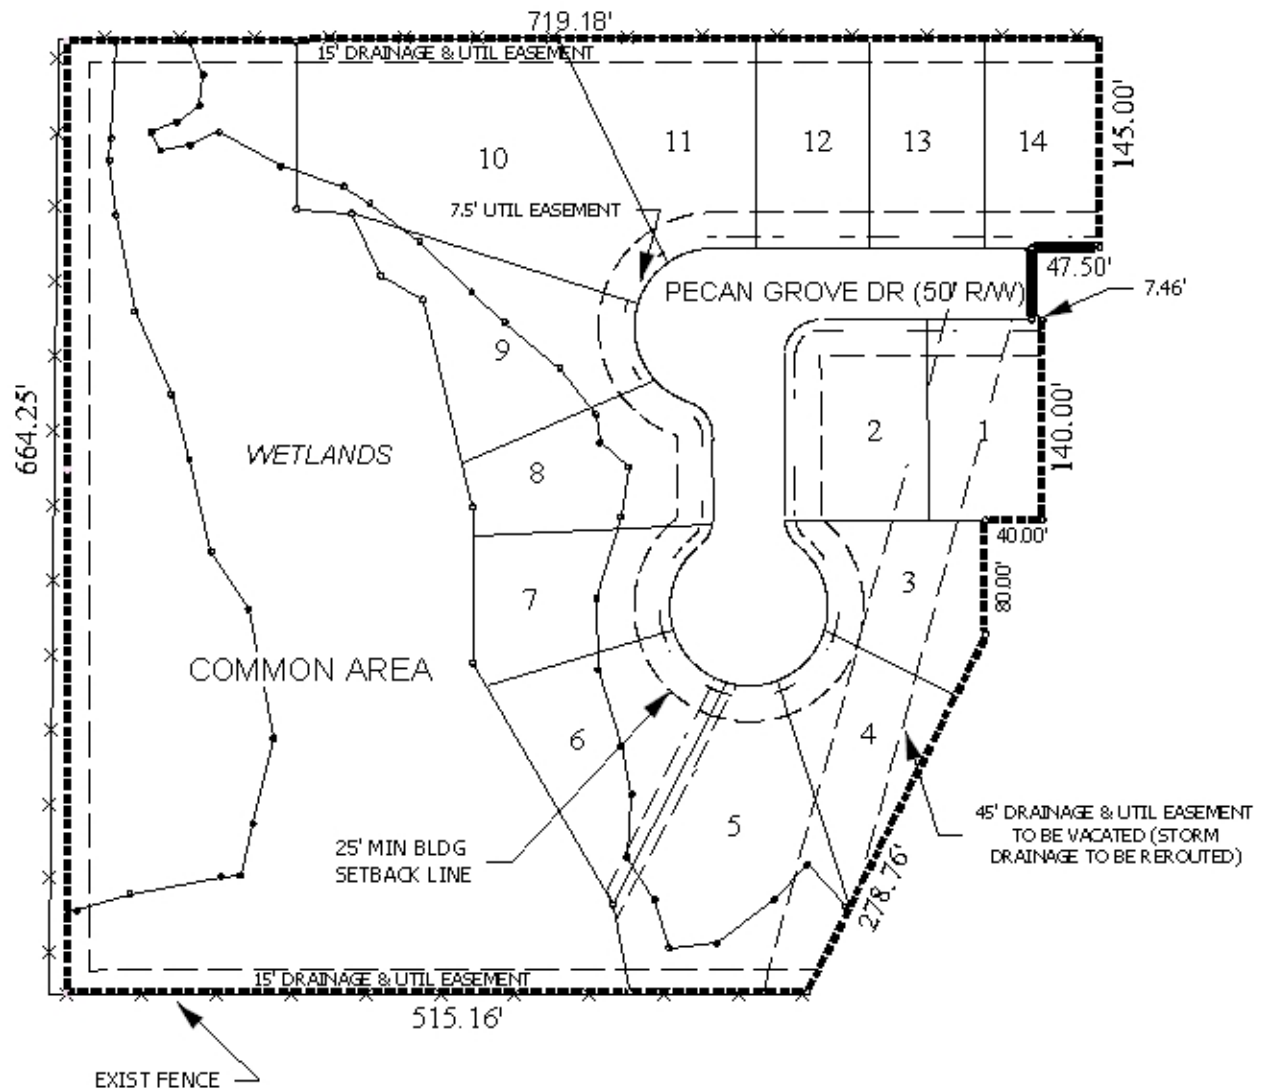 719.18'
15' DRAINAGE & UTIL EASEMENT
10
11
12
13
14
145.00'
7.5' UTIL EASEMENT
47.50'
PECAN GROVE DR (50' R/W)
7.46'
9
664.25'
WETLANDS
8
2
1
140.00'
40.00'
7
3
80.00'
COMMON AREA
6
4
5
25' MIN BLDG
SETBACK LINE
45' DRAINAGE & UTIL EASEMENT
TO BE VACATED (STORM
DRAINAGE TO BE REROUTED)
278.76'
15' DRAINAGE & UTIL EASEMENT
515.16'
EXIST FENCE